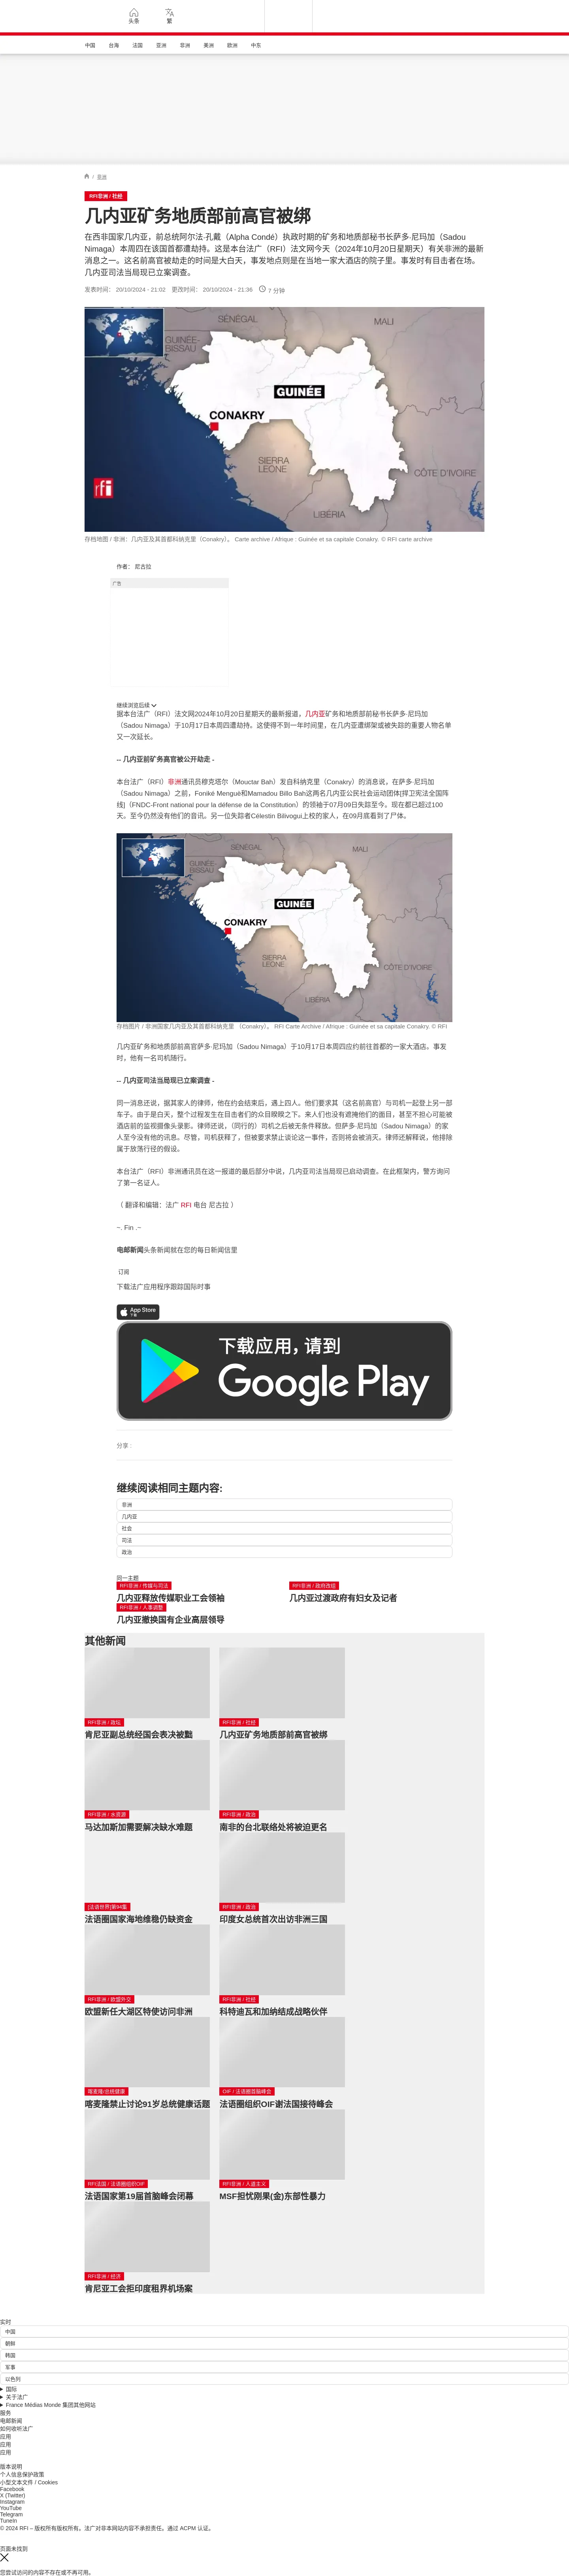 头条
繁
中国 台海 法国 亚洲 非洲 美洲 欧洲 中东
/ 非洲
RFI非洲 / 社经
几内亚矿务地质部前高官被绑
在西非国家几内亚，前总统阿尔法·孔戴（Alpha Condé）执政时期的矿务和地质部秘书长萨多·尼玛加（Sadou
Nimaga）本周四在该国首都遭劫持。这是本台法广（RFI）法文网今天（2024年10月20日星期天）有关非洲的最新
消息之一。这名前高官被劫走的时间是大白天，事发地点则是在当地一家大酒店的院子里。事发时有目击者在场。
几内亚司法当局现已立案调查。
发表时间： 20/10/2024 - 21:02 更改时间： 20/10/2024 - 21:36 7 分钟
SÉNÉGAL
MALI
GUINÉE-
BISSAU
GUINÉE
CONAKRY
SIERRA-
LEONE
CÔTE D'IVOIRE
LIBÉRIA
rfi
存档地图 / 非洲：几内亚及其首都科纳克里（Conakry）。 Carte archive / Afrique : Guinée et sa capitale Conakry. © RFI carte archive
作者： 尼古拉
广告
继续浏览后续
据本台法广（RFI）法文网2024年10月20日星期天的最新报道，几内亚矿务和地质部前秘书长萨多·尼玛加
（Sadou Nimaga）于10月17日本周四遭劫持。这使得不到一年时间里，在几内亚遭绑架或被失踪的重要人物名单
又一次延长。
-- 几内亚前矿务高官被公开劫走 -
本台法广（RFI）非洲通讯员穆克塔尔（Mouctar Bah）发自科纳克里（Conakry）的消息说，在萨多·尼玛加
（Sadou Nimaga）之前，Foniké Mengué和Mamadou Billo Bah这两名几内亚公民社会运动团体[捍卫宪法全国阵
线]（FNDC-Front national pour la défense de la Constitution）的领袖于07月09日失踪至今。现在都已超过100
天。至今仍然没有他们的音讯。另一位失踪者Célestin Bilivogui上校的家人，在09月底看到了尸体。
SÉNÉGAL
MALI
GUINÉE-
BISSAU
GUINÉE
CONAKRY
SIERRA-
LEONE
CÔTE D'IVOIRE
LIBÉRIA
存档图片 / 非洲国家几内亚及其首都科纳克里 （Conakry）。 RFI Carte Archive / Afrique : Guinée et sa capitale Conakry. © RFI
几内亚矿务和地质部前高官萨多·尼玛加（Sadou Nimaga）于10月17日本周四应约前往首都的一家大酒店。事发
时，他有一名司机随行。
-- 几内亚司法当局现已立案调查 -
同一消息还说，据其家人的律师，他在约会结束后，遇上四人。他们要求其（这名前高官）与司机一起登上另一部
车子。由于是白天，整个过程发生在目击者们的众目睽睽之下。来人们也没有遮掩他们的面目，甚至不担心可能被
酒店前的监视摄像头录影。律师还说，（同行的）司机之后被无条件释放。但萨多·尼玛加（Sadou Nimaga）的家
人至今没有他的消息。尽管，司机获释了，但被要求禁止谈论这一事件，否则将会被消灭。律师还解释说，他排除
属于放荡行径的假设。
本台法广（RFI）非洲通讯员在这一报道的最后部分中说，几内亚司法当局现已启动调查。在此框架内，警方询问
了第一名证人。
（ 翻译和编辑：法广 RFI 电台 尼古拉 ）
~. Fin .~
电邮新闻头条新闻就在您的每日新闻信里
订阅
下载法广应用程序跟踪国际时事
App Store
下载
下载应用，请到
Google Play
分享 :
继续阅读相同主题内容:
非洲
几内亚
社会
司法
政治
同一主题
RFI非洲 / 传媒与司法
几内亚释放传媒职业工会领袖
RFI非洲 / 政府改组
几内亚过渡政府有妇女及记者
RFI非洲 / 人事调整
几内亚撤换国有企业高层领导
其他新闻
RFI非洲 / 政坛
肯尼亚副总统经国会表决被黜
RFI非洲 / 社经
几内亚矿务地质部前高官被绑
RFI非洲 / 水资源
马达加斯加需要解决缺水难题
RFI非洲 / 政治
南非的台北联络处将被迫更名
[法语世界]第94集
法语圈国家海地维稳仍缺资金
RFI非洲 / 政治
印度女总统首次出访非洲三国
RFI非洲 / 欧盟外交
欧盟新任大湖区特使访问非洲
RFI非洲 / 社经
科特迪瓦和加纳结成战略伙伴
喀麦隆/总统健康
喀麦隆禁止讨论91岁总统健康话题
OIF / 法语圈首脑峰会
法语圈组织OIF谢法国接待峰会
RFI法国 / 法语圈组织OIF
法语国家第19届首脑峰会闭幕
RFI非洲 / 人道主义
MSF担忧刚果(金)东部性暴力
RFI非洲 / 经济
肯尼亚工会拒印度租界机场案
实时
中国
朝鲜
韩国
军事
以色列
国际
关于法广
France Médias Monde 集团其他网站
服务
电邮新闻
如何收听法广
应用
应用
应用
版本说明
个人信息保护政策
小型文本文件 / Cookies
Facebook
X (Twitter)
Instagram
YouTube
Telegram
TuneIn
© 2024 RFI – 版权所有版权所有。法广对非本网站内容不承担责任。通过 ACPM 认证。
页面未找到
您尝试访问的内容不存在或不再可用。